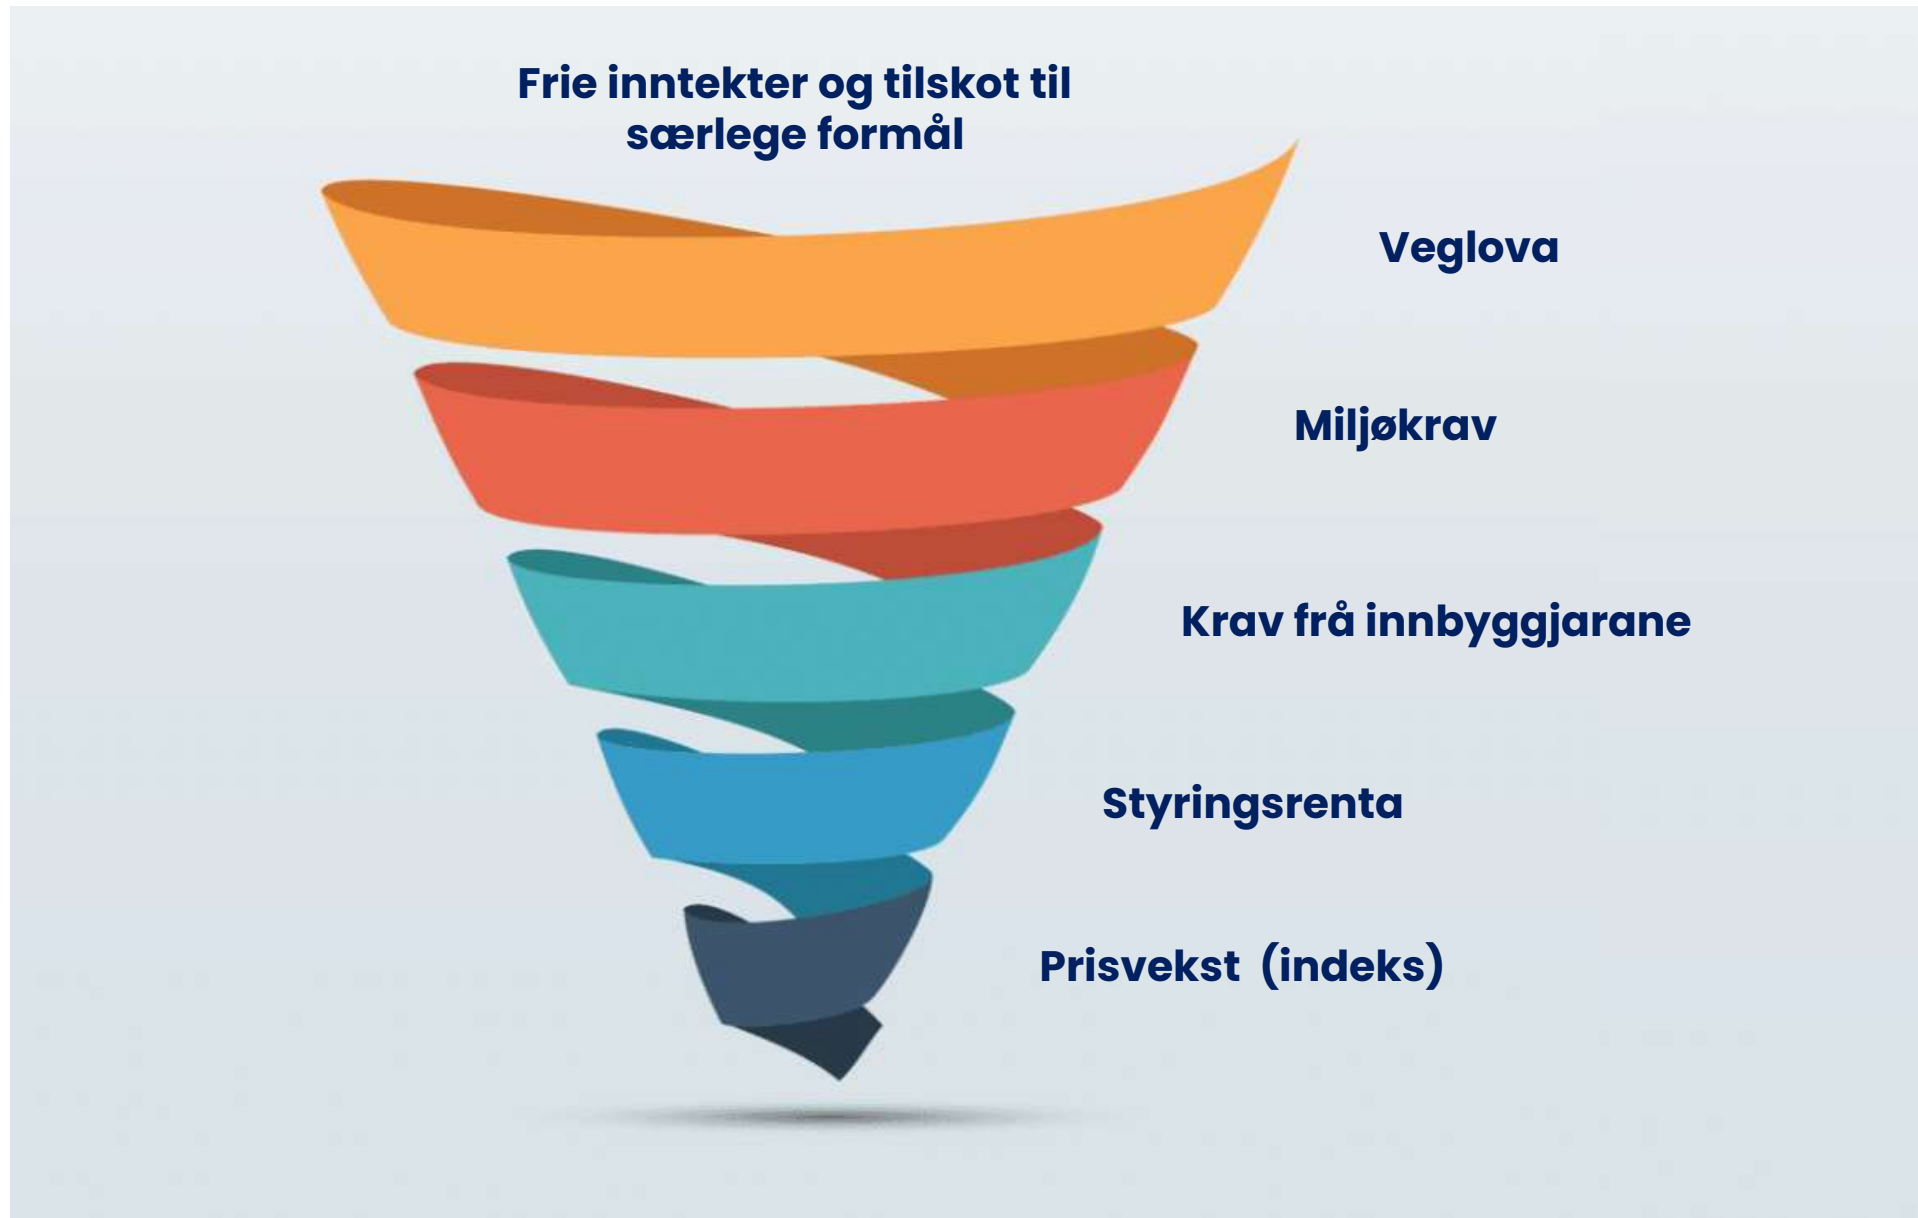 Frie inntekter og tilskot til
særlege formål
Veglova
Miljøkrav
Krav frå innbyggjarane
Styringsrenta
Prisvekst (indeks)